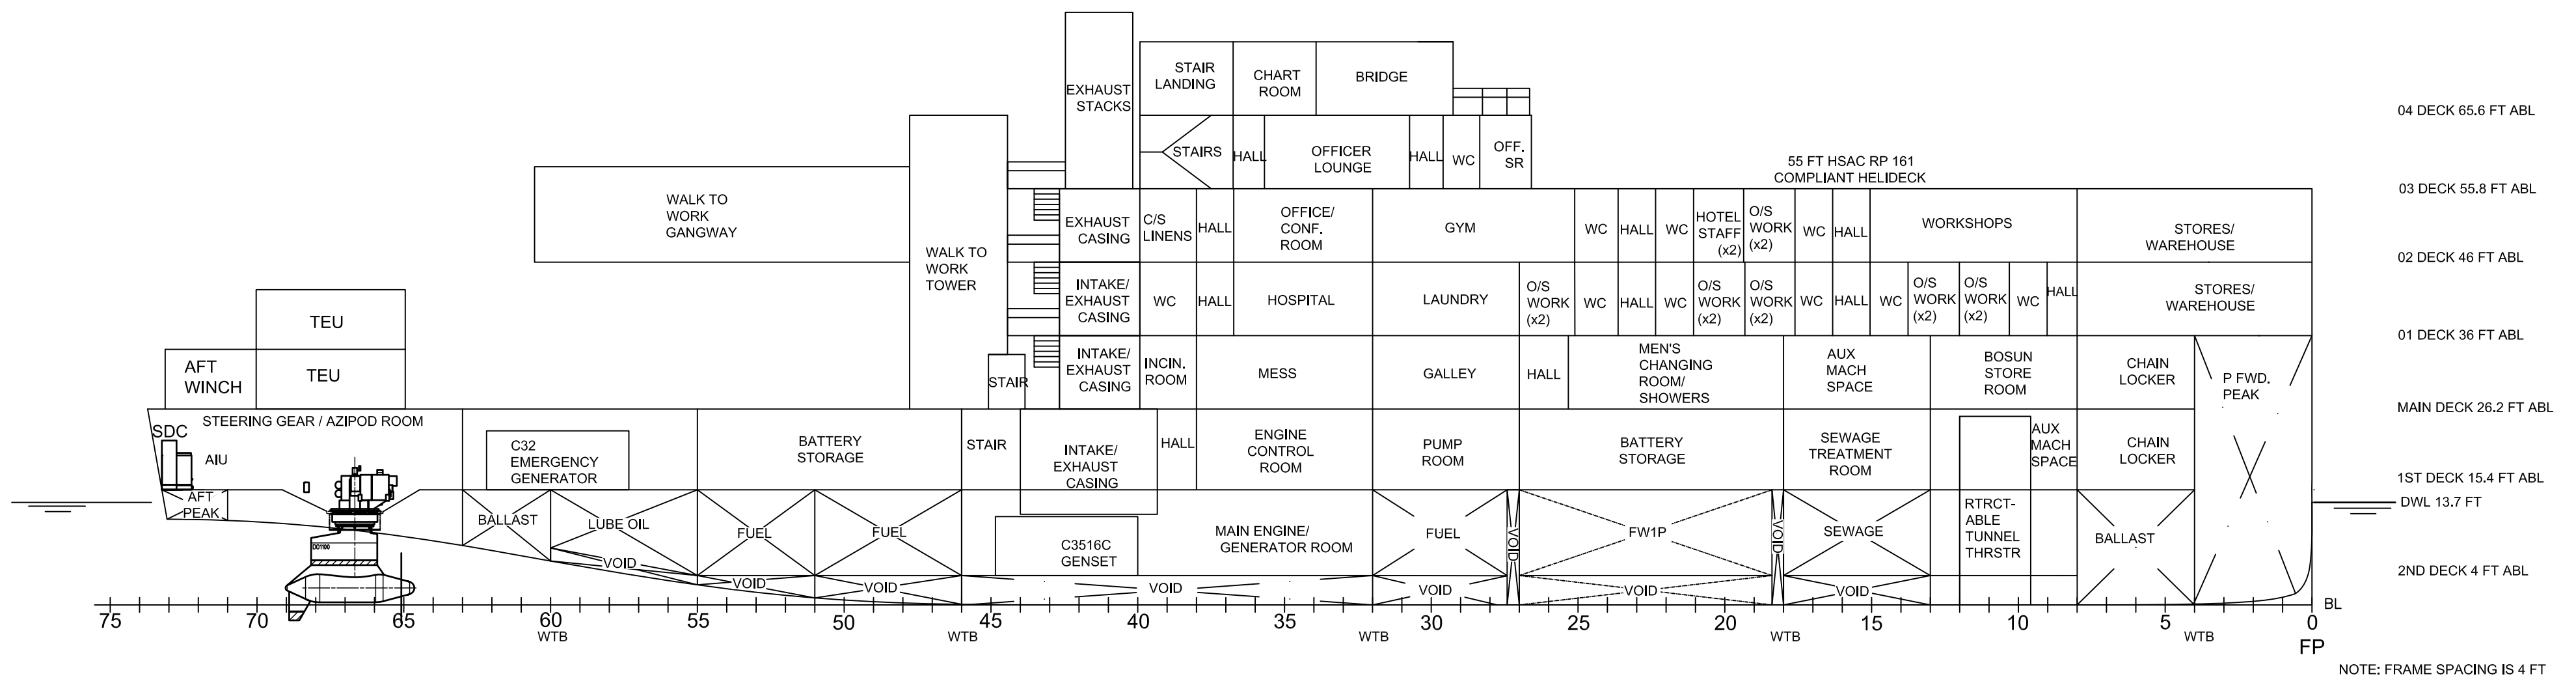 STAIR
LANDING
CHART
ROOM
BRIDGE
EXHAUST
STACKS
04 DECK 65.6 FT ABL
STAIRS
HALL
OFFICER
LOUNGE
HALL
WC
OFF.
SR
55 FT HSAC RP 161
COMPLIANT HELIDECK
03 DECK 55.8 FT ABL
WALK TO
WORK
GANGWAY
EXHAUST
CASING
C/S
LINENS
HALL
OFFICE/
CONF.
ROOM
GYM
WC
HALL
WC
HOTEL
STAFF
(x2)
O/S
WORK
(x2)
WC
HALL
WORKSHOPS
STORES/
WAREHOUSE
02 DECK 46 FT ABL
WALK TO
WORK
TOWER
INTAKE/
EXHAUST
CASING
WC
HALL
HOSPITAL
LAUNDRY
O/S
WORK
(x2)
WC
HALL
WC
O/S
WORK
(x2)
O/S
WORK
(x2)
WC
HALL
WC
O/S
WORK
(x2)
O/S
WORK
(x2)
WC
HALL
STORES/
WAREHOUSE
01 DECK 36 FT ABL
TEU
AFT
WINCH
TEU
STAIR
INTAKE/
EXHAUST
CASING
INCIN.
ROOM
MESS
GALLEY
HALL
MEN'S
CHANGING
ROOM/
SHOWERS
AUX
MACH
SPACE
BOSUN
STORE
ROOM
CHAIN
LOCKER
P FWD.
PEAK
MAIN DECK 26.2 FT ABL
STEERING GEAR / AZIPOD ROOM
SDC
AIU
C32
EMERGENCY
GENERATOR
BATTERY
STORAGE
STAIR
INTAKE/
EXHAUST
CASING
HALL
ENGINE
CONTROL
ROOM
PUMP
ROOM
BATTERY
STORAGE
SEWAGE
TREATMENT
ROOM
AUX
MACH
SPACE
CHAIN
LOCKER
1ST DECK 15.4 FT ABL
DWL 13.7 FT
AFT
PEAK
BALLAST
LUBE OIL
FUEL
FUEL
C3516C
GENSET
MAIN ENGINE/
GENERATOR ROOM
FUEL
VOID
FW1P
VOID
SEWAGE
RTRCT-
ABLE
TUNNEL
THRSTR
BALLAST
DO1100
VOID
VOID
VOID
VOID
VOID
VOID
VOID
2ND DECK 4 FT ABL
BL
75 70 65 60 55 50 45 40 35 30 25 20 15 10 5 0
WTB WTB WTB WTB WTB
FP
NOTE: FRAME SPACING IS 4 FT